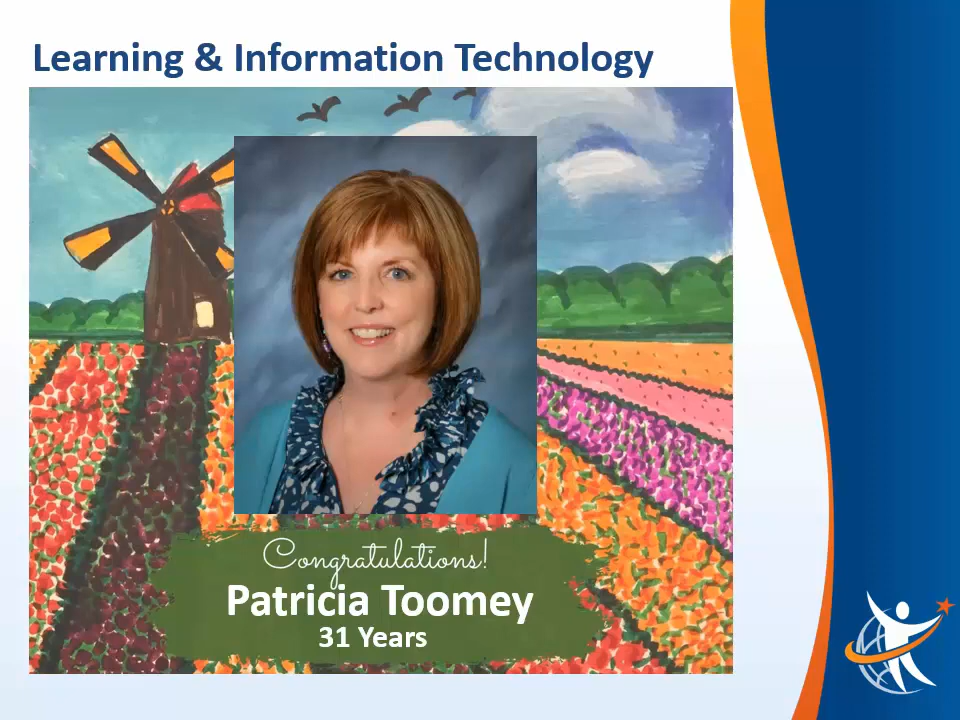 Learning & Information Technology
Congratulations!
Patricia Toomey
31 Years